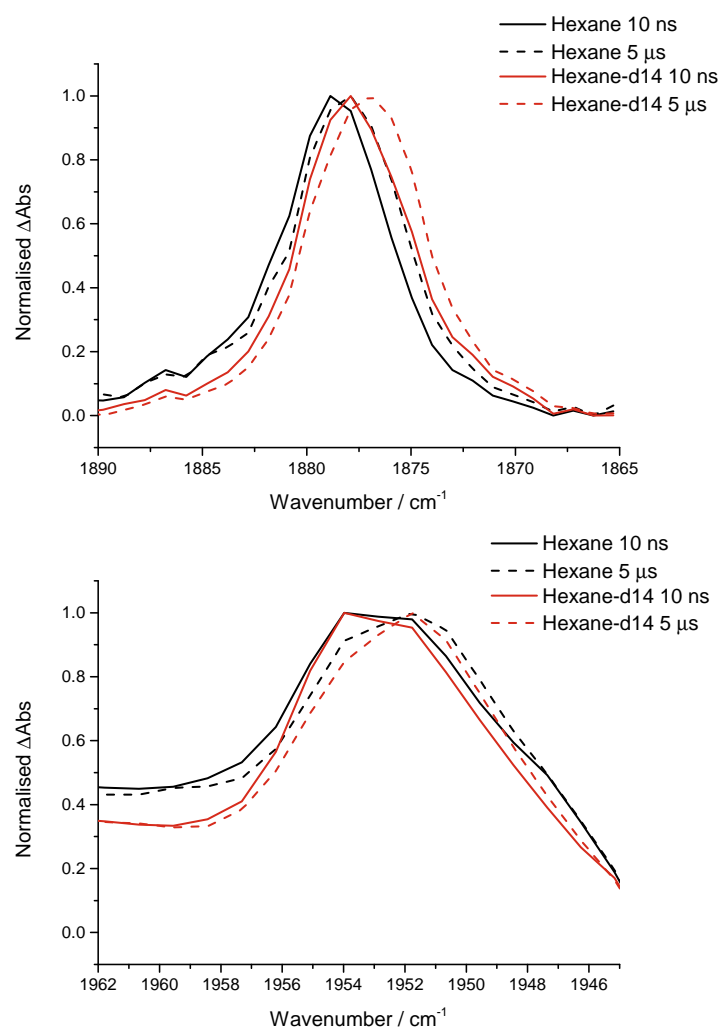 Hexane 10 ns
Hexane 5 μs
Hexane-d14 10 ns
Hexane-d14 5 μs
1.0
0.8
0.6
0.4
0.2
0.0
Normalised ΔAbs
1890 1885 1880 1875 1870 1865
Wavenumber / cm⁻¹
Hexane 10 ns
Hexane 5 μs
Hexane-d14 10 ns
Hexane-d14 5 μs
1.0
0.8
0.6
0.4
0.2
0.0
Normalised ΔAbs
1962 1960 1958 1956 1954 1952 1950 1948 1946
Wavenumber / cm⁻¹